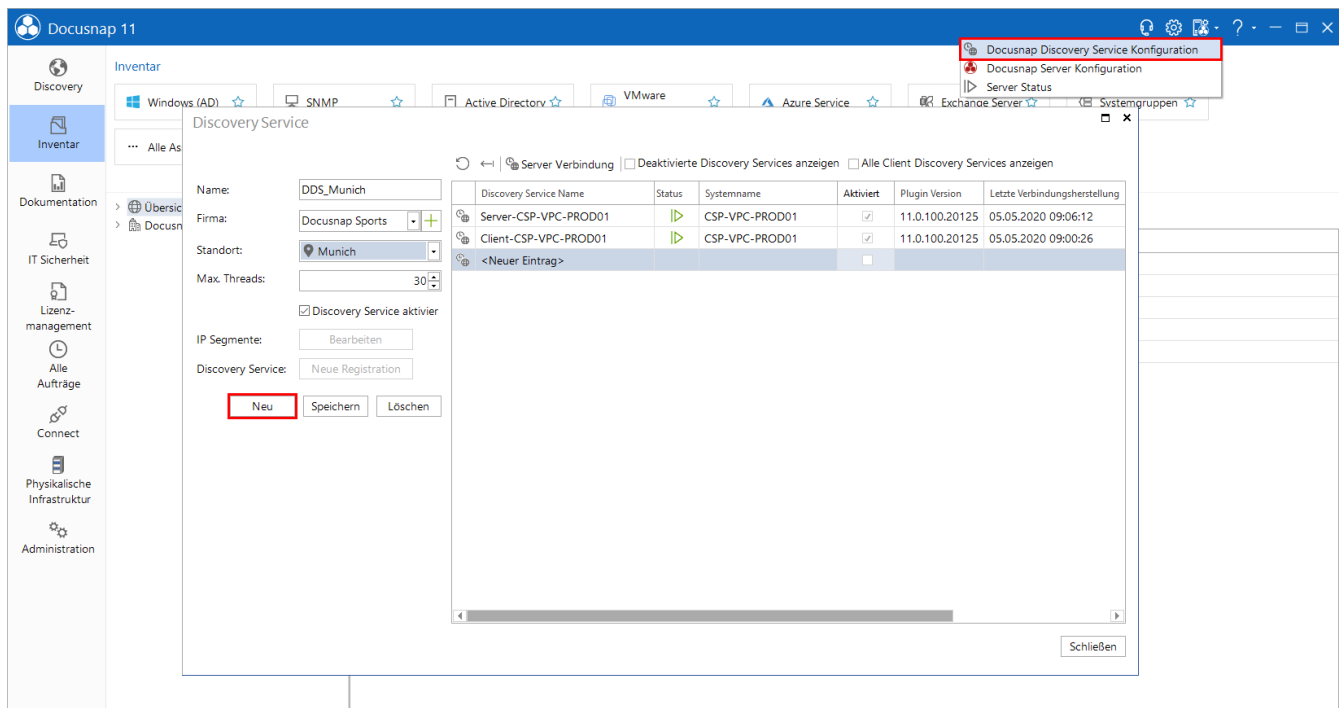 Docusnap 11
?
Docusnap Discovery Service Konfiguration
Docusnap Server Konfiguration
Server Status
Discovery
Inventar
Dokumentation
IT Sicherheit
Lizenz-
management
Alle
Aufträge
Connect
Physikalische
Infrastruktur
Administration
Inventar
Windows (AD)
SNMP
Active Directory
VMware
Azure Service
Exchange Server
Systemgruppen
Alle As
Übersic
Docusn
Discovery Service
Name: DDS_Munich
Firma: Docusnap Sports
Standort: Munich
Max. Threads: 30
Discovery Service aktivier
IP Segmente: Bearbeiten
Discovery Service: Neue Registration
Neu Speichern Löschen
Server Verbindung Deaktivierte Discovery Services anzeigen Alle Client Discovery Services anzeigen
Discovery Service Name Status Systemname Aktiviert Plugin Version Letzte Verbindungsherstellung
Server-CSP-VPC-PROD01 CSP-VPC-PROD01 11.0.100.20125 05.05.2020 09:06:12
Client-CSP-VPC-PROD01 CSP-VPC-PROD01 11.0.100.20125 05.05.2020 09:00:26
<Neuer Eintrag>
Schließen